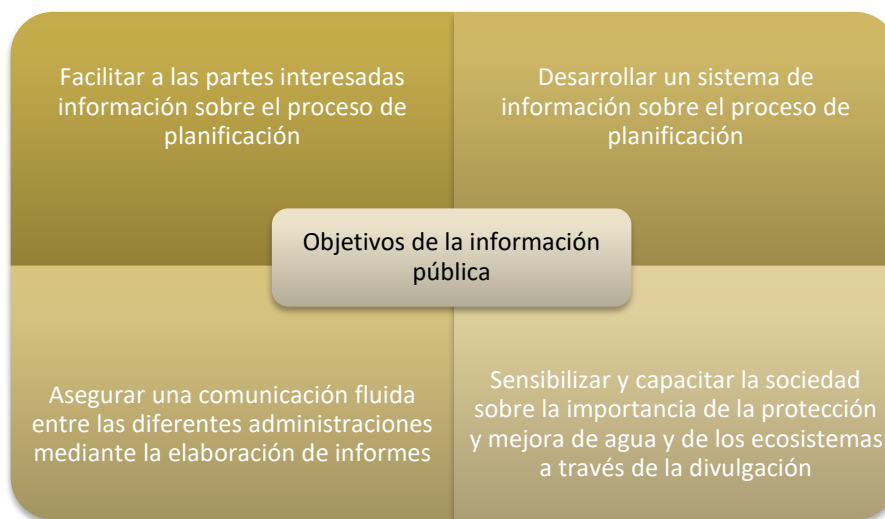 Facilitar a las partes interesadas
información sobre el proceso de
planificación
Desarrollar un sistema de
información sobre el proceso de
planificación
Objetivos de la información
pública
Asegurar una comunicación fluida
entre las diferentes administraciones
mediante la elaboración de informes
Sensibilizar y capacitar la sociedad
sobre la importancia de la protección
y mejora de agua y de los ecosistemas
a través de la divulgación